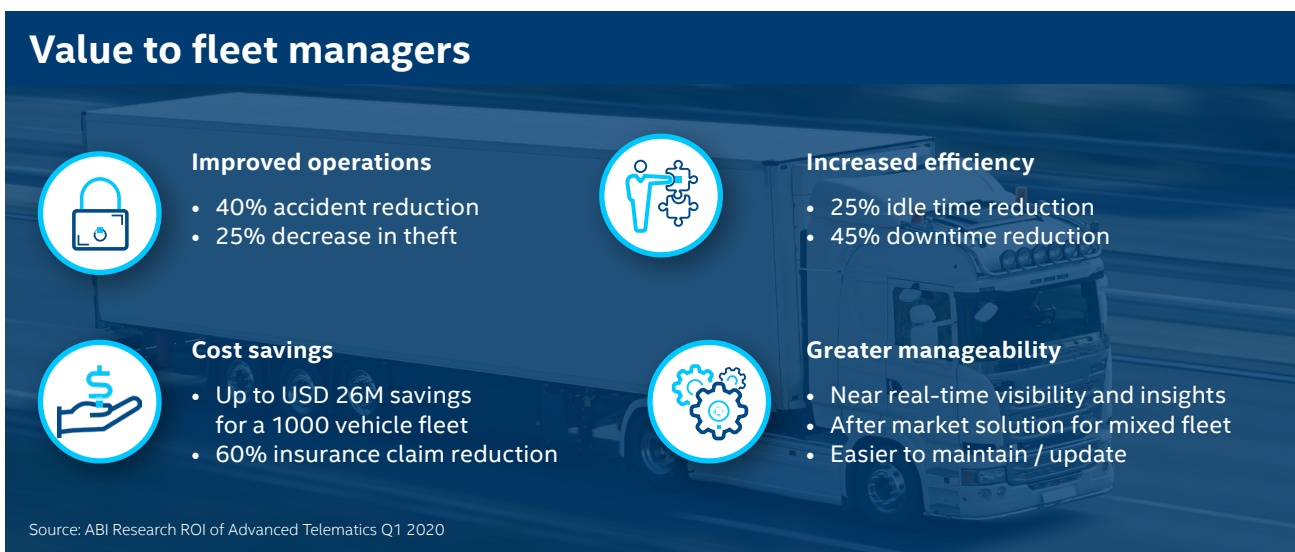 Value to fleet managers
Improved operations
• 40% accident reduction
• 25% decrease in theft
Increased efficiency
• 25% idle time reduction
• 45% downtime reduction
Cost savings
• Up to USD 26M savings
for a 1000 vehicle fleet
• 60% insurance claim reduction
Greater manageability
• Near real-time visibility and insights
• After market solution for mixed fleet
• Easier to maintain / update
Source: ABI Research ROI of Advanced Telematics Q1 2020